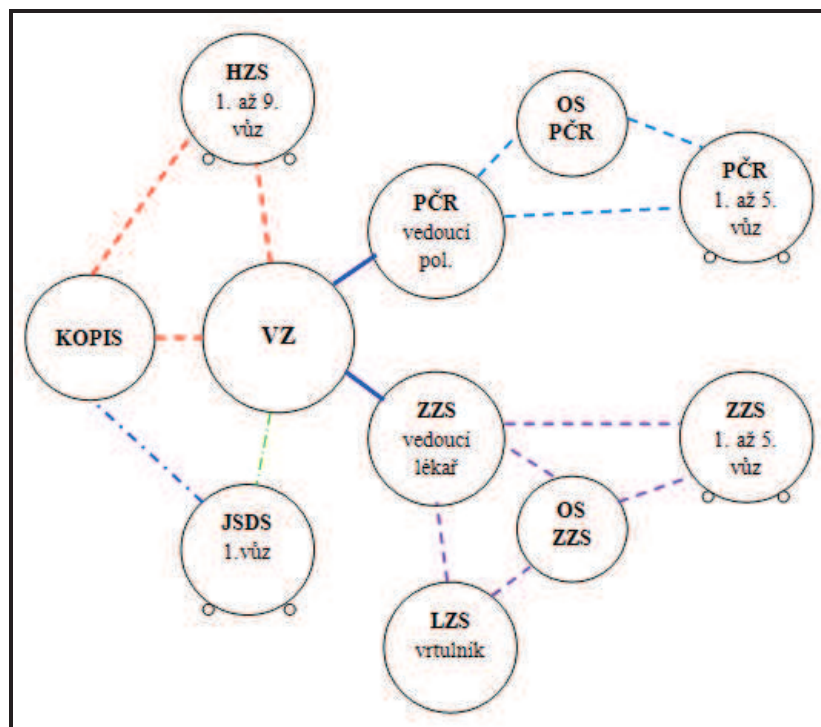 HZS
1. až 9.
vůz
OS
PČR
PČR
1. až 5.
vůz
PČR
vedoucí
pol.
KOPIS
VZ
ZZS
vedoucí
lékař
ZZS
1. až 5.
vůz
JSDS
1.vůz
OS
ZZS
LZS
vrtulník